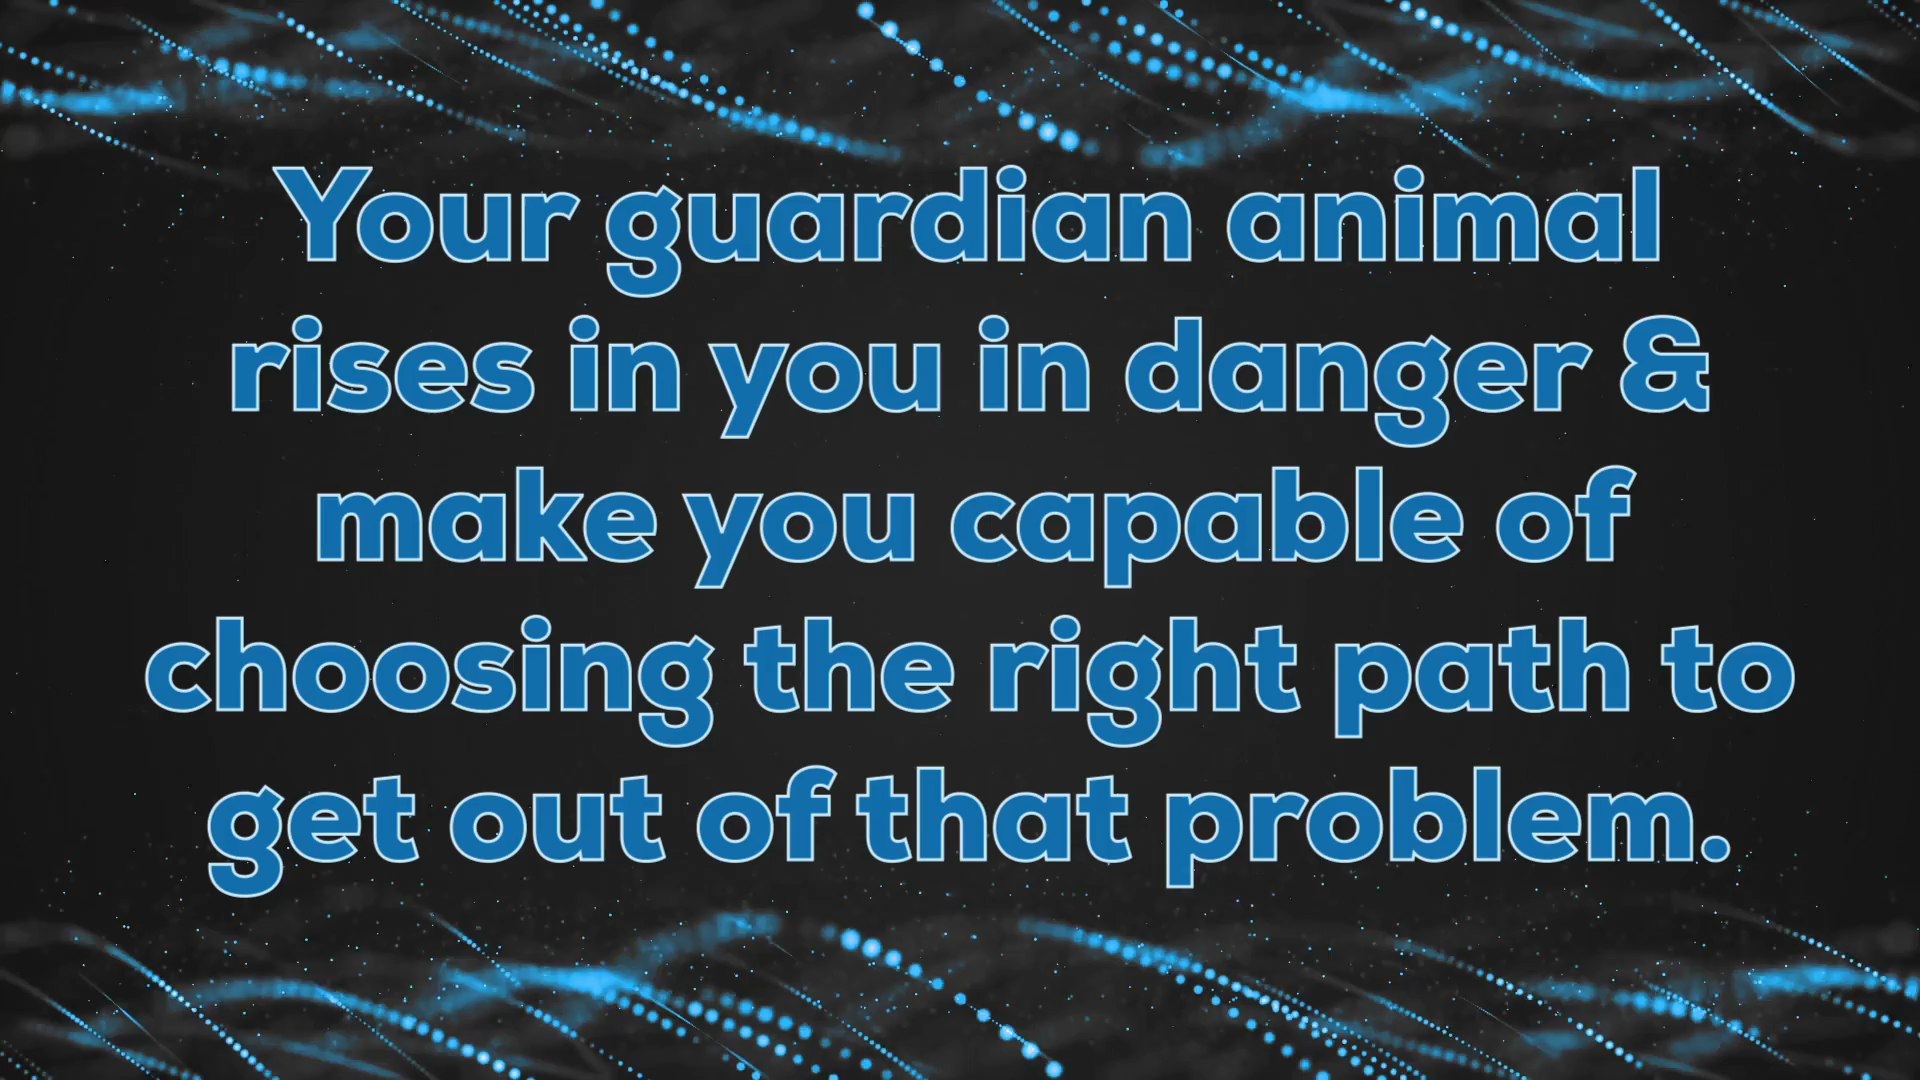 Your guardian animal
rises in you in danger &
make you capable of
choosing the right path to
get out of that problem.